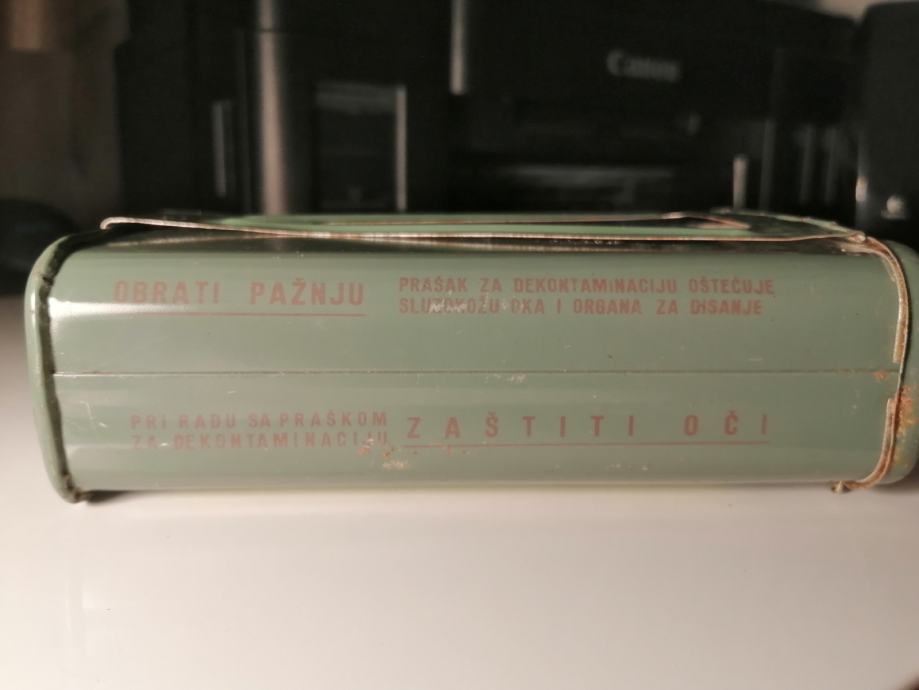 Canon
OBRATI PAŽNJU
PRAŠAK ZA DEKONTAMINACIJU OŠTEĆUJE
SLUZOKOŽU OKA I ORGANA ZA DISANJE
PRI RADU SA PRAŠKOM
ZA DEKONTAMINACIJU
ZAŠTITI OČI